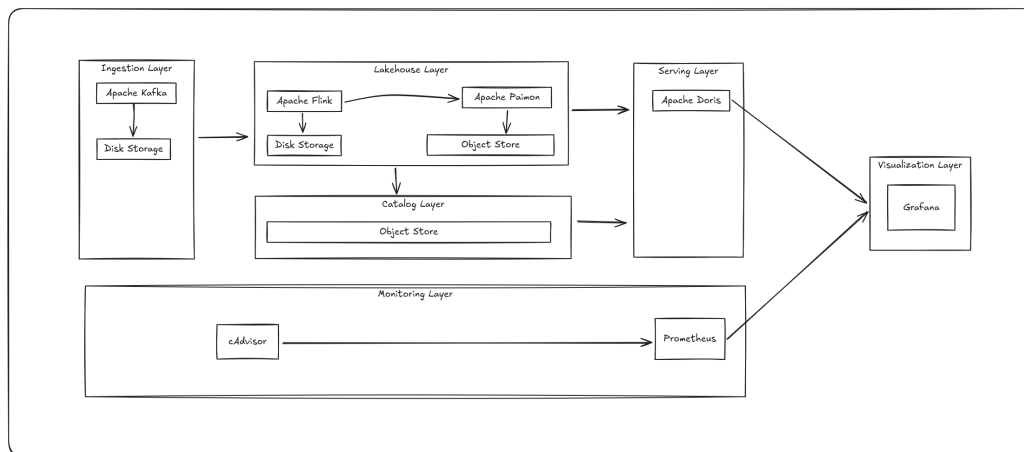 Ingestion Layer
Apache Kafka
Disk Storage
Lakehouse Layer
Apache Flink
Apache Paimon
Disk Storage
Object Store
Catalog Layer
Object Store
Serving Layer
Apache Doris
Visualization Layer
Grafana
Monitoring Layer
cAdvisor
Prometheus